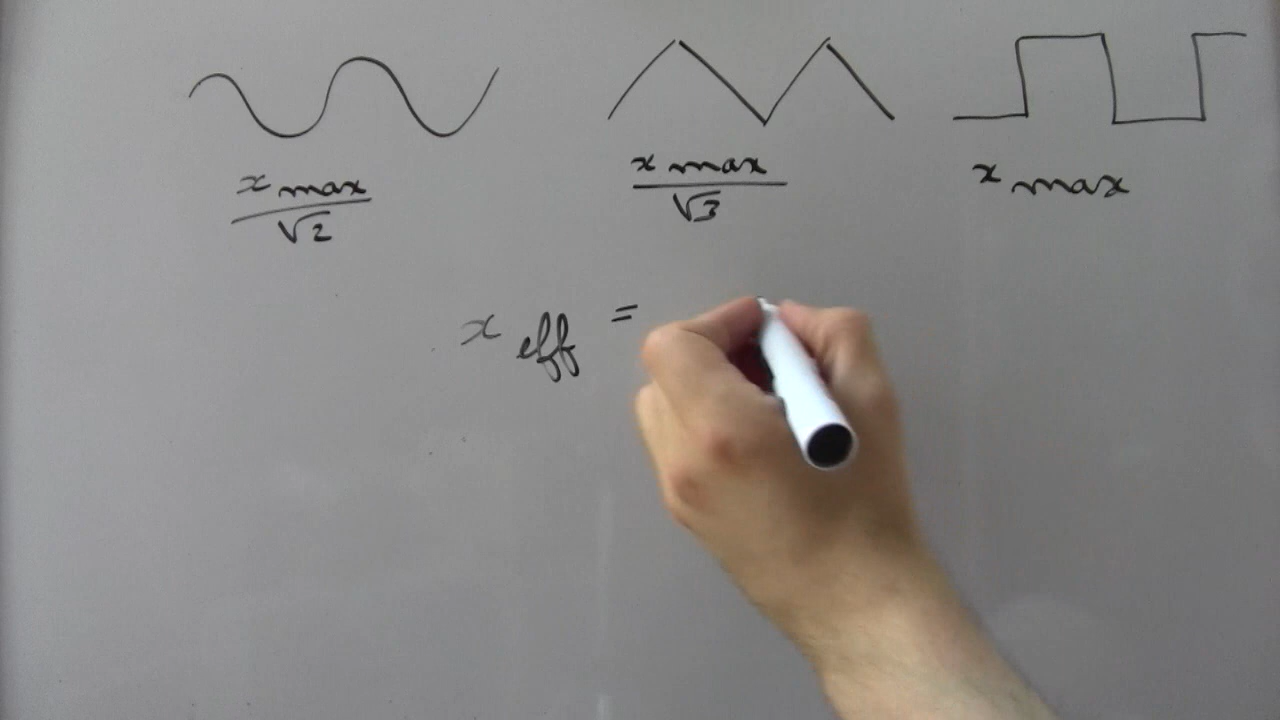 x max / √2
x max / √3
x max
x eff =